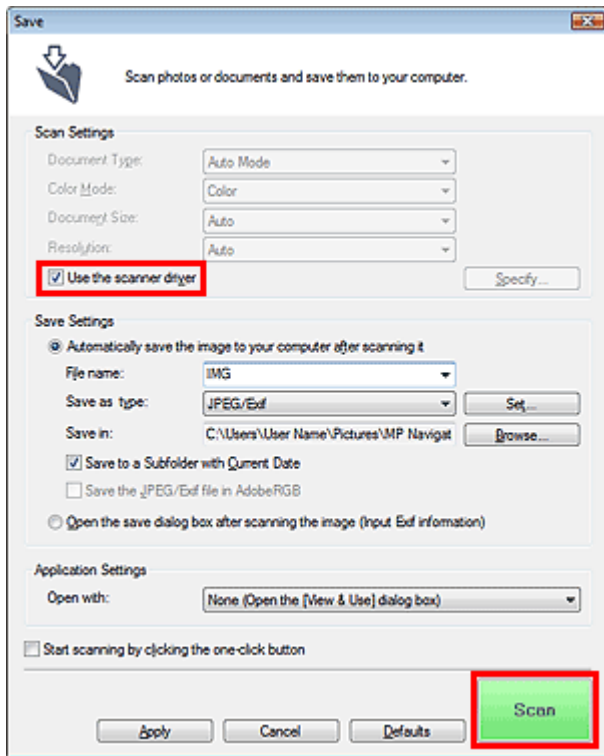 Save
Scan photos or documents and save them to your computer.
Scan Settings
Document Type: Auto Mode
Color Mode: Color
Document Size: Auto
Resolution: Auto
Use the scanner driver Specify...
Save Settings
Automatically save the image to your computer after scanning it
File name: IMG
Save as type: JPEG/Exif Set...
Save in: C:\Users\User Name\Pictures\MP Navigat Browse...
Save to a Subfolder with Current Date
Save the JPEG/Exif file in AdobeRGB
Open the save dialog box after scanning the image (Input Exif information)
Application Settings
Open with: None (Open the [View & Use] dialog box)
Start scanning by clicking the one-click button
Scan
Apply Cancel Defaults